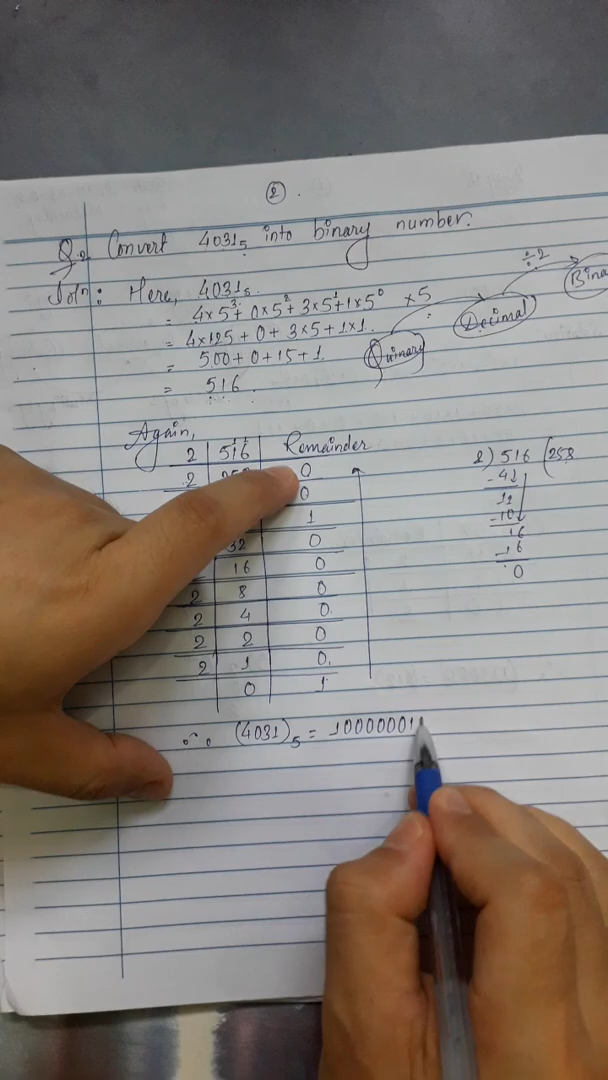 2.
Q.2 Convert 4031₅ into binary number.
Solⁿ: Here, 4031₅
= 4×5³ + 0×5² + 3×5¹ + 1×5⁰
= 4×125 + 0 + 3×5 + 1×1.
= 500 + 0 + 15 + 1
= 516.
×5 ÷2
Quinary Decimal Bina
Again,
2 | 516 | Remainder
2 | 0
0
1
32 | 0
16 | 0
2 | 8 | 0
2 | 4 | 0
2 | 2 | 0
2 | 1 | 0
0 | 1
2) 516 (258
-4
11
-10
16
-16
0
∴ (4031)₅ = 10000001